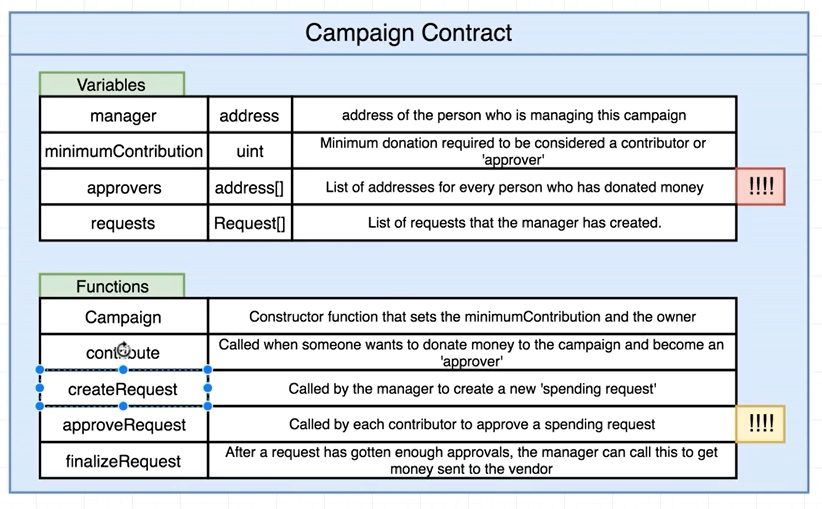 Campaign Contract
Variables
manager address address of the person who is managing this campaign
minimumContribution uint Minimum donation required to be considered a contributor or
'approver'
approvers address[] List of addresses for every person who has donated money !!!!
requests Request[] List of requests that the manager has created.
Functions
Campaign Constructor function that sets the minimumContribution and the owner
contribute Called when someone wants to donate money to the campaign and become an
'approver'
createRequest Called by the manager to create a new 'spending request'
approveRequest Called by each contributor to approve a spending request !!!!
finalizeRequest After a request has gotten enough approvals, the manager can call this to get
money sent to the vendor